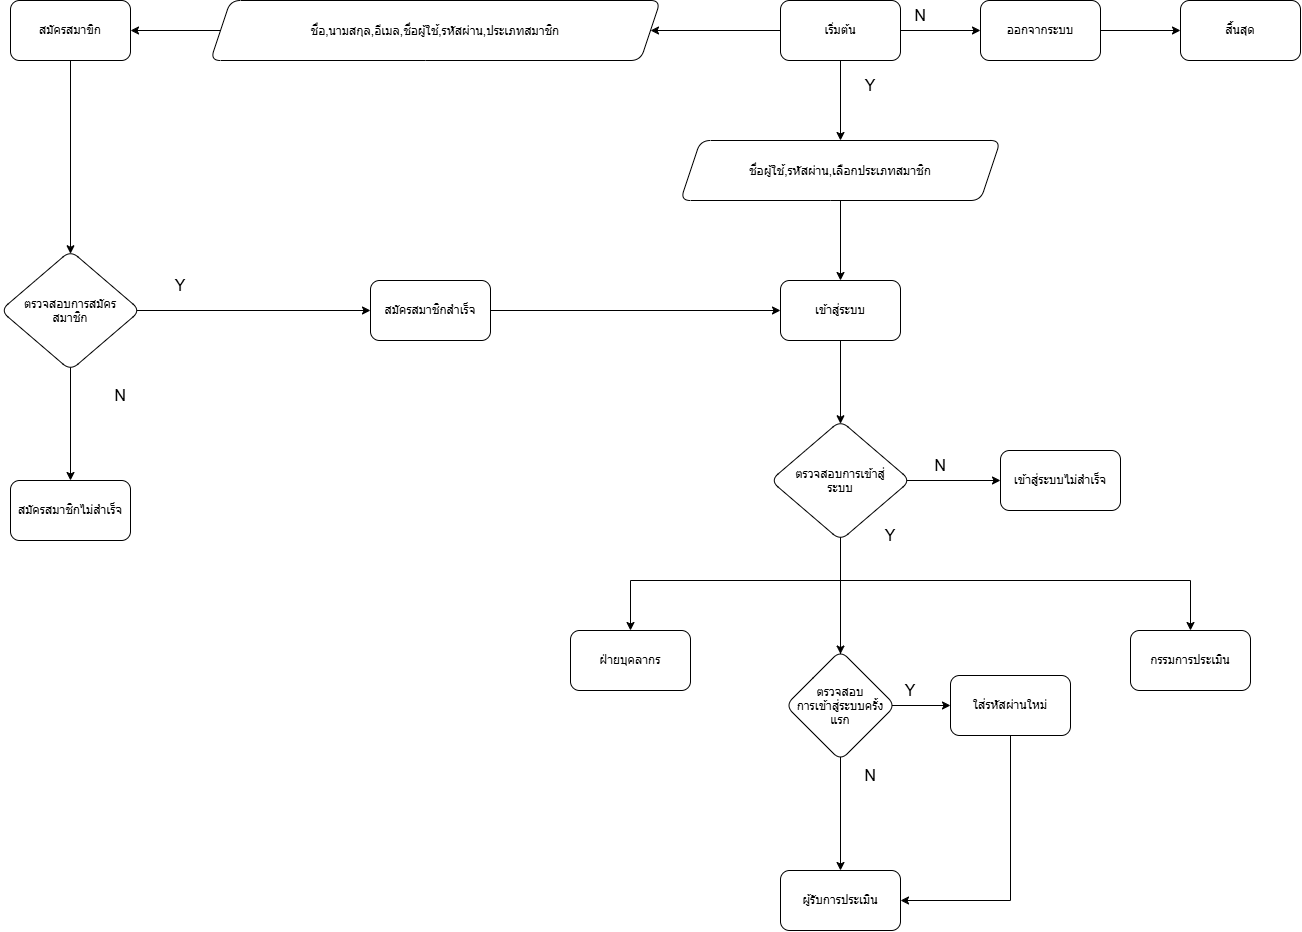 สมัครสมาขิก
ชื่อ,นามสกุล,อีเมล,ชื่อผู้ใช้,รหัสผ่าน,ประเภทสมาชิก
เริ่มต้น
N
ออกจากระบบ
สิ้นสุด
Y
ชื่อผู้ใช้,รหัสผ่าน,เลือกประเภทสมาชิก
ตรวจสอบการสมัคร
สมาชิก
Y
สมัครสมาชิกสำเร็จ
เข้าสู่ระบบ
N
สมัครสมาชิกไม่สำเร็จ
ตรวจสอบการเข้าสู่
ระบบ
N
เข้าสู่ระบบไม่สำเร็จ
Y
ฝ่ายบุคลากร
กรรมการประเมิน
ตรวจสอบ
การเข้าสู่ระบบครั้ง
แรก
Y
ใส่รหัสผ่านใหม่
N
ผู้รับการประเมิน